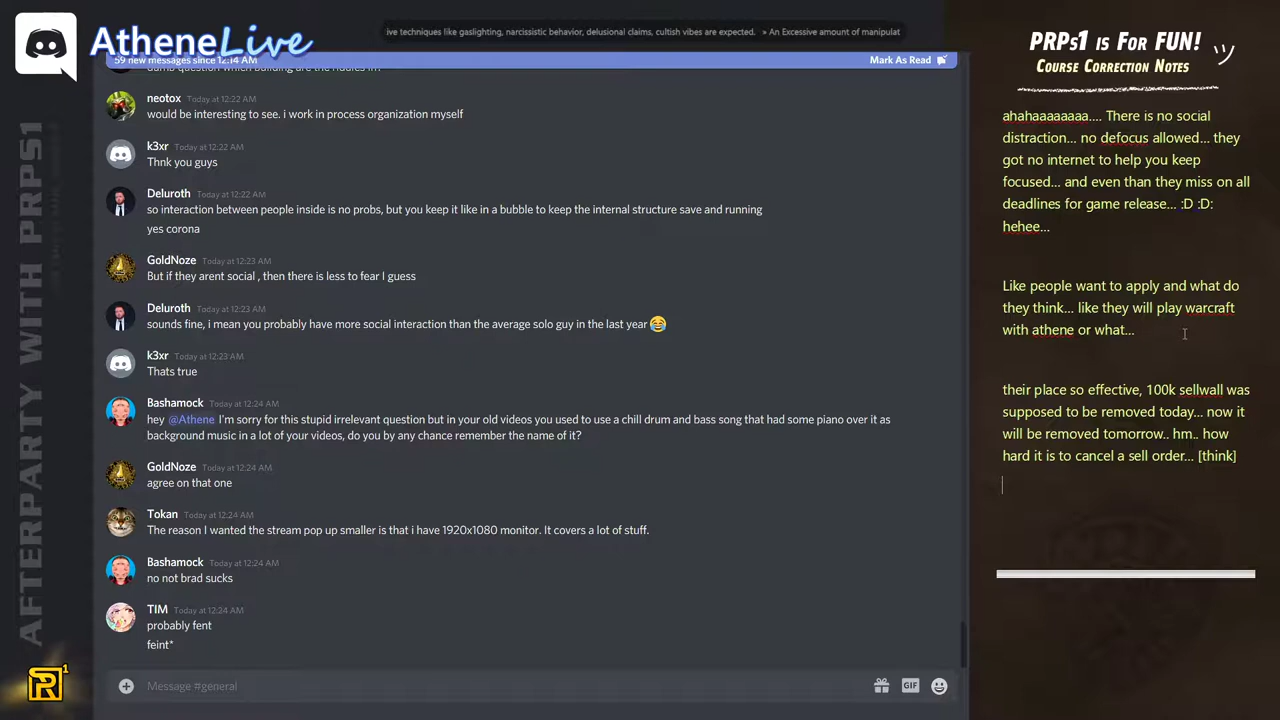 AtheneLive
ive techniques like gaslighting, narcissistic behavior, delusional claims, cultish vibes are expected.   » An Excessive amount of manipulat
59 new messages since 12:14 AM
Mark As Read
neotox Today at 12:22 AM
would be interesting to see. i work in process organization myself
k3xr Today at 12:22 AM
Thnk you guys
Deluroth Today at 12:22 AM
so interaction between people inside is no probs, but you keep it like in a bubble to keep the internal structure save and running
yes corona
GoldNoze Today at 12:23 AM
But if they arent social , then there is less to fear I guess
Deluroth Today at 12:23 AM
sounds fine, i mean you probably have more social interaction than the average solo guy in the last year 😂
k3xr Today at 12:23 AM
Thats true
Bashamock Today at 12:24 AM
hey @Athene I'm sorry for this stupid irrelevant question but in your old videos you used to use a chill drum and bass song that had some piano over it as
background music in a lot of your videos, do you by any chance remember the name of it?
GoldNoze Today at 12:24 AM
agree on that one
Tokan Today at 12:24 AM
The reason I wanted the stream pop up smaller is that i have 1920x1080 monitor. It covers a lot of stuff.
Bashamock Today at 12:24 AM
no not brad sucks
TIM Today at 12:24 AM
probably fent
feint*
Message #general
GIF
PRPs1 is For FUN! ツ
Course Correction Notes
ahahaaaaaaa.... There is no social
distraction... no defocus allowed... they
got no internet to help you keep
focused... and even than they miss on all
deadlines for game release... :D :D:
hehee...
Like people want to apply and what do
they think... like they will play warcraft
with athene or what...
their place so effective, 100k sellwall was
supposed to be removed today... now it
will be removed tomorrow.. hm.. how
hard it is to cancel a sell order... [think]
AFTERPARTY WITH PRPS1